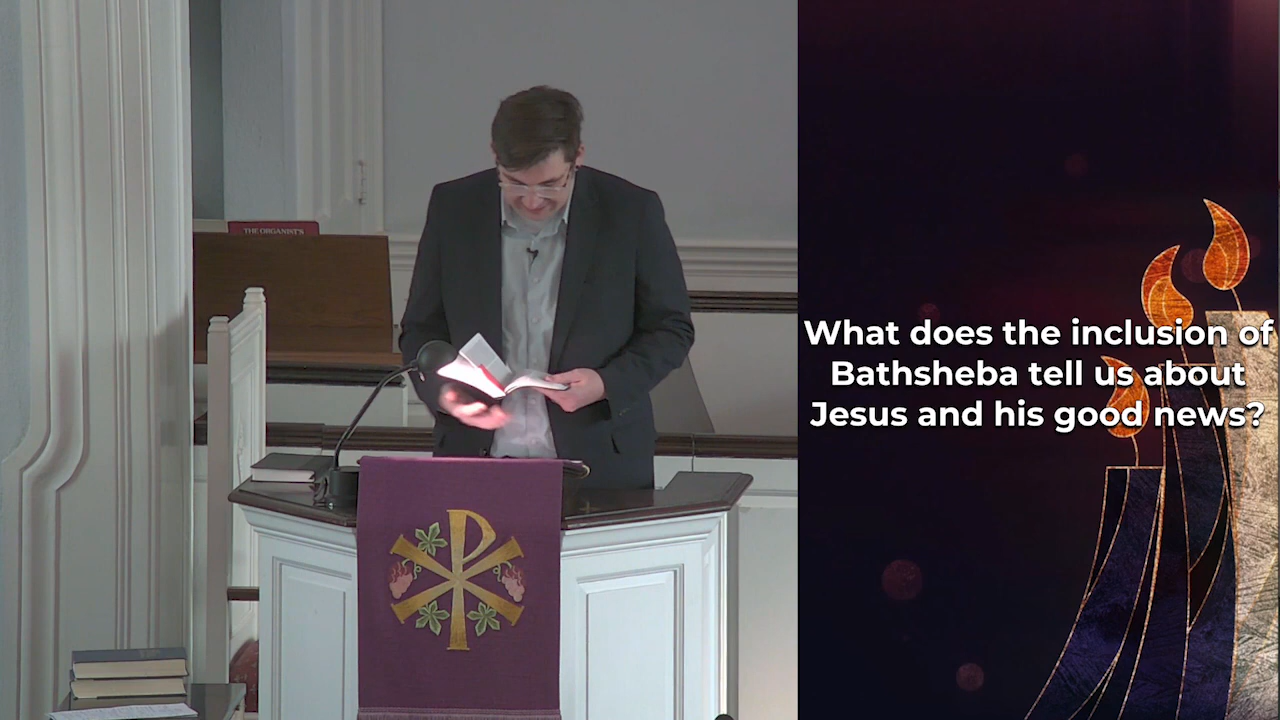 THE ORGANIST'S
What does the inclusion of
Bathsheba tell us about
Jesus and his good news?